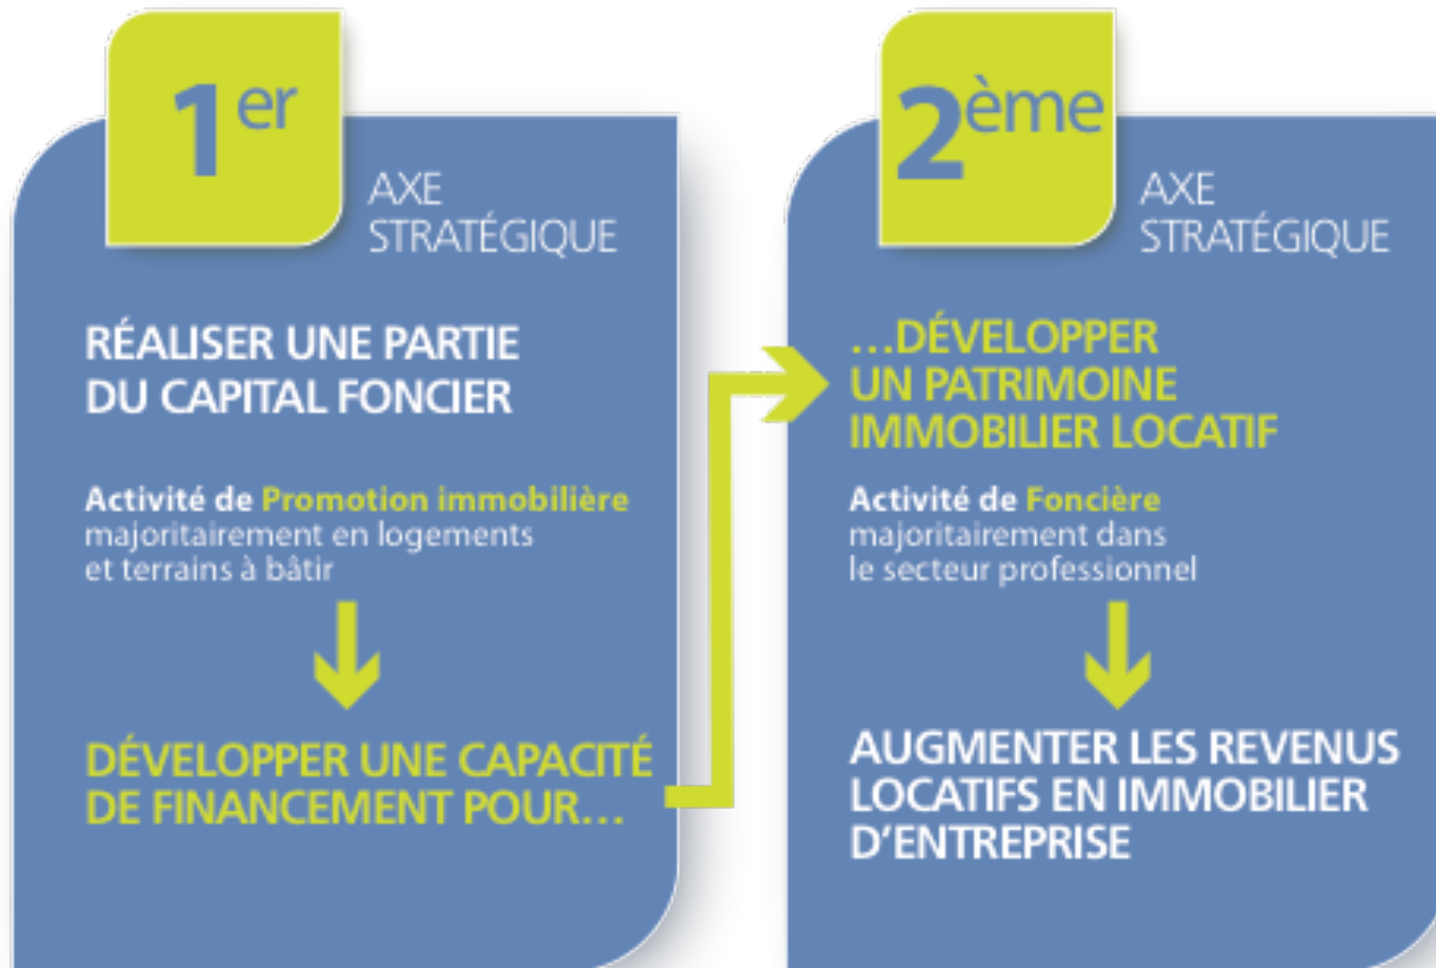 1er
AXE
STRATÉGIQUE
RÉALISER UNE PARTIE
DU CAPITAL FONCIER
Activité de Promotion immobilière
majoritairement en logements
et terrains à bâtir
DÉVELOPPER UNE CAPACITÉ
DE FINANCEMENT POUR...
2ème
AXE
STRATÉGIQUE
...DÉVELOPPER
UN PATRIMOINE
IMMOBILIER LOCATIF
Activité de Foncière
majoritairement dans
le secteur professionnel
AUGMENTER LES REVENUS
LOCATIFS EN IMMOBILIER
D'ENTREPRISE